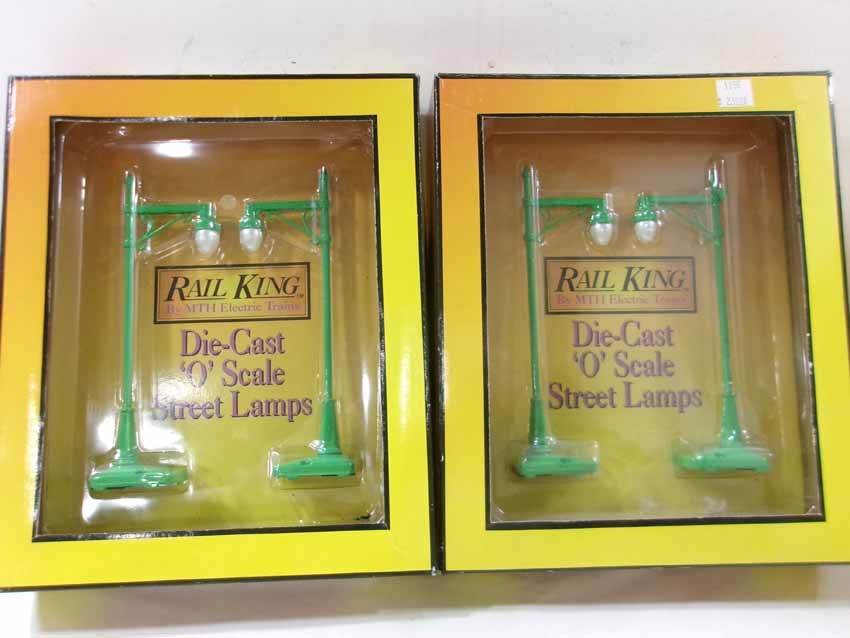 RAIL KING
By MTH Electric Trains
Die-Cast
'O' Scale
Street Lamps
RAIL KING
By MTH Electric Trains
Die-Cast
'O' Scale
Street Lamps